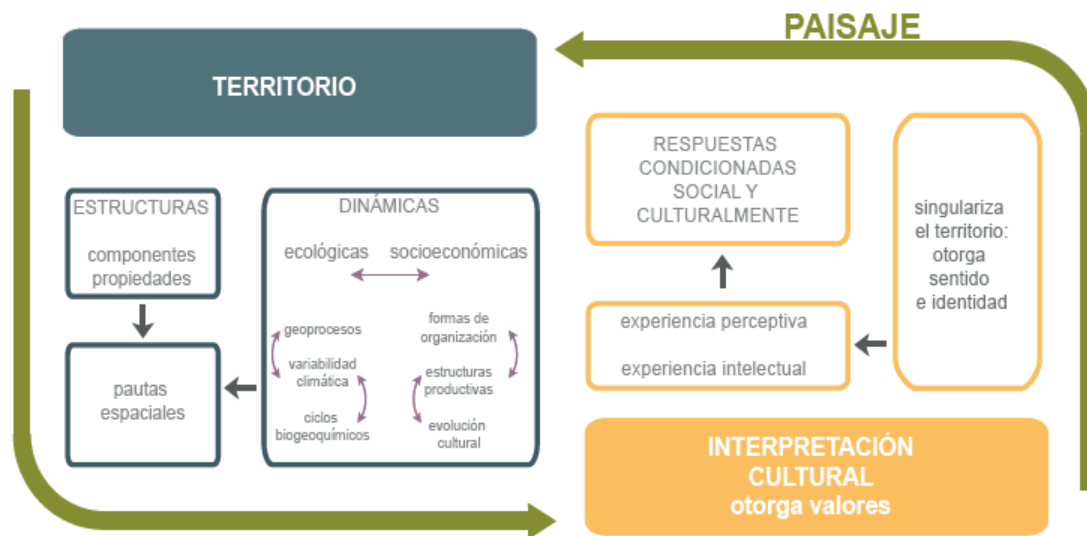 PAISAJE
TERRITORIO
ESTRUCTURAS
componentes
propiedades
pautas
espaciales
DINÁMICAS
ecológicas
socioeconómicas
geoprocesos
variabilidad
climática
ciclos
biogeoquímicos
formas de
organización
estructuras
productivas
evolución
cultural
RESPUESTAS
CONDICIONADAS
SOCIAL Y
CULTURALMENTE
experiencia perceptiva
experiencia intelectual
singulariza
el territorio:
otorga
sentido
e identidad
INTERPRETACIÓN
CULTURAL
otorga valores